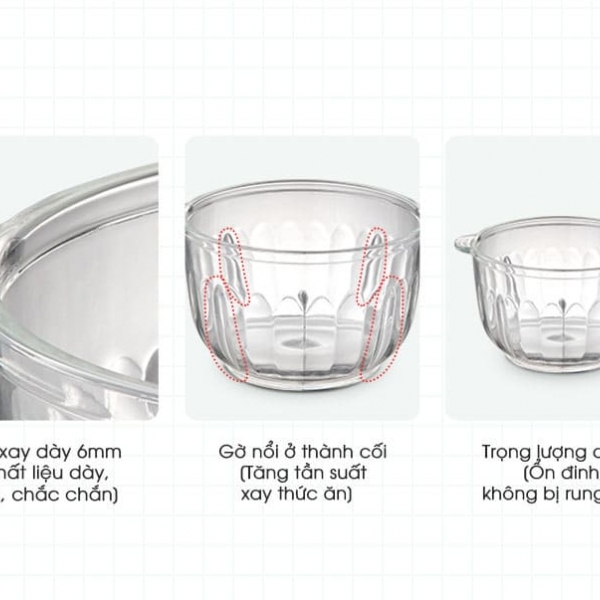 xay dày 6mm
hất liệu dày,
, chắc chắn)
Gờ nổi ở thành cối
(Tăng tần suất
xay thức ăn)
Trọng lượng c
(Ổn đinh
không bị rung